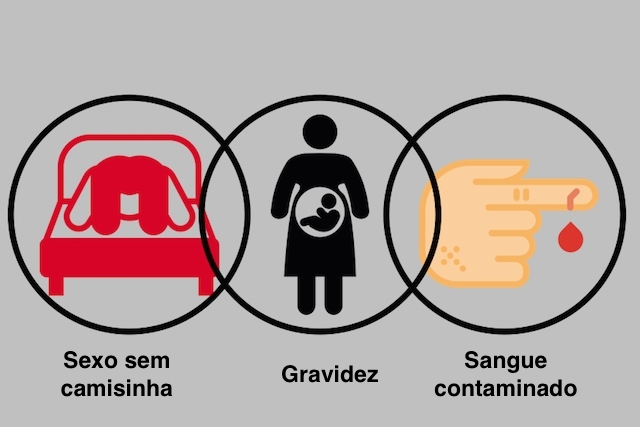 Sexo sem
camisinha
Gravidez
Sangue
contaminado